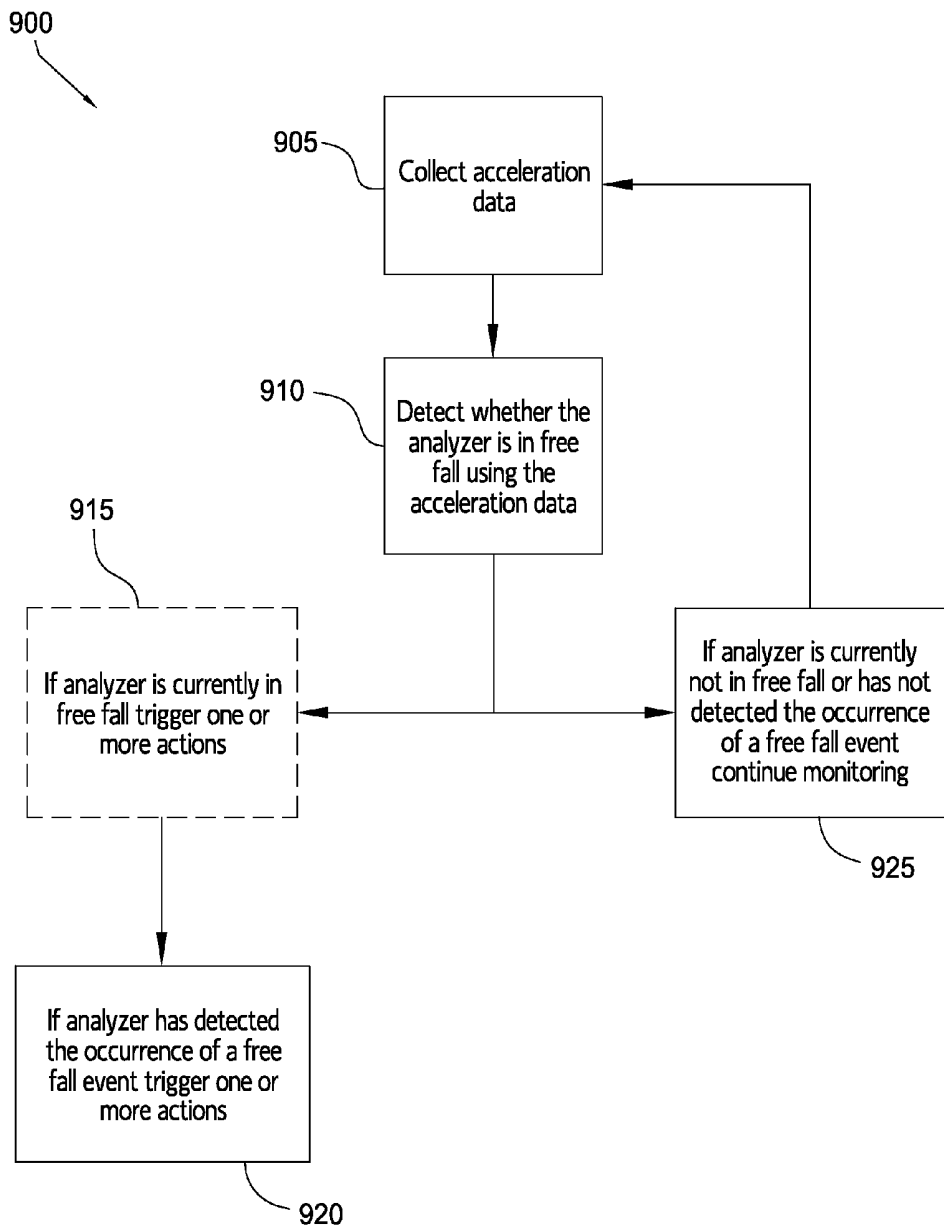 900
905
Collect acceleration
data
910
Detect whether the
analyzer is in free
fall using the
acceleration data
915
If analyzer is currently in
free fall trigger one or
more actions
If analyzer is currently
not in free fall or has not
detected the occurrence
of a free fall event
continue monitoring
925
If analyzer has detected
the occurrence of a free
fall event trigger one or
more actions
920